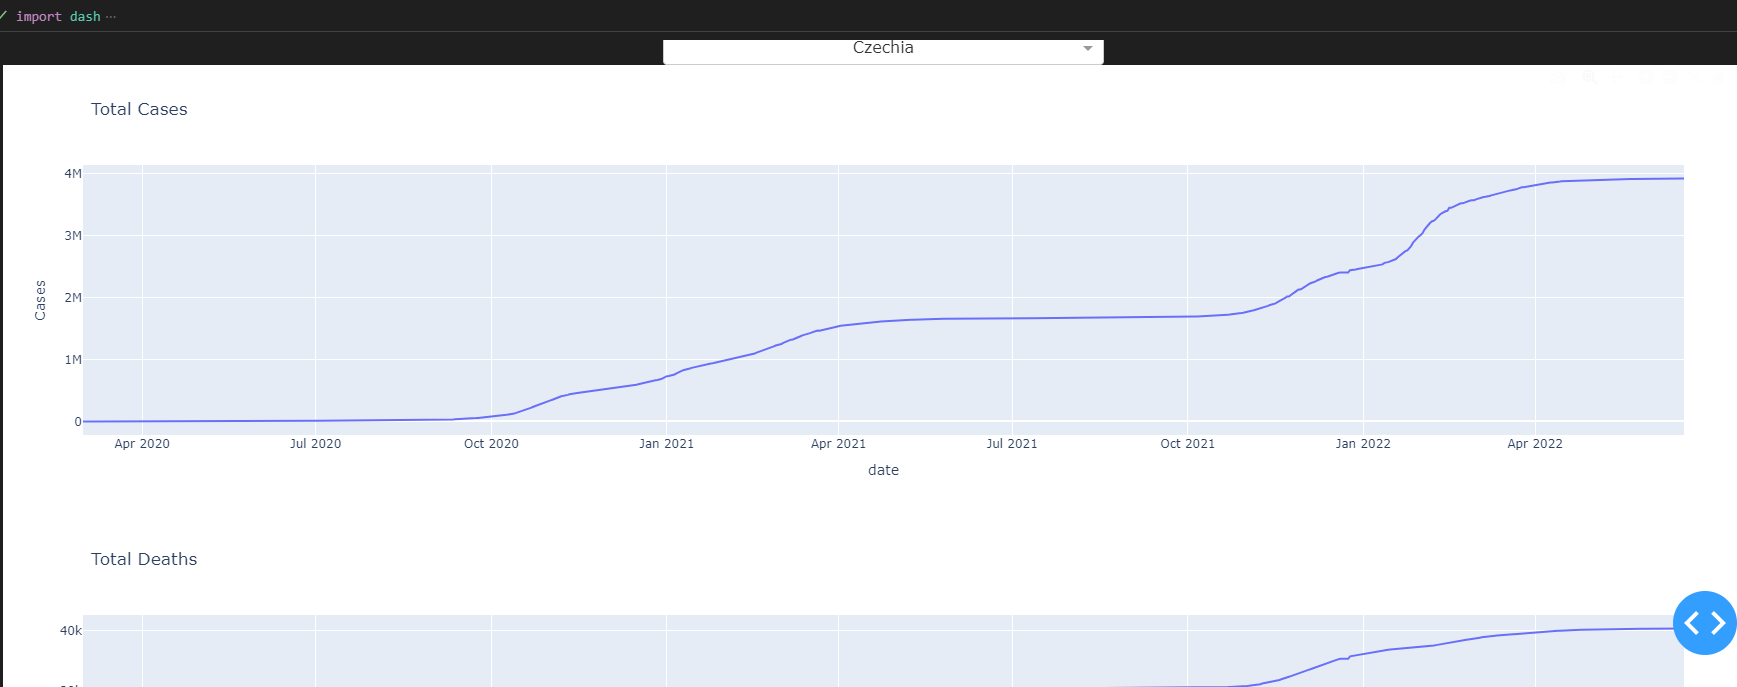 import dash ...
Czechia
Total Cases
4M
3M
2M
1M
0
Cases
Apr 2020 Jul 2020 Oct 2020 Jan 2021 Apr 2021 Jul 2021 Oct 2021 Jan 2022 Apr 2022
date
Total Deaths
40k